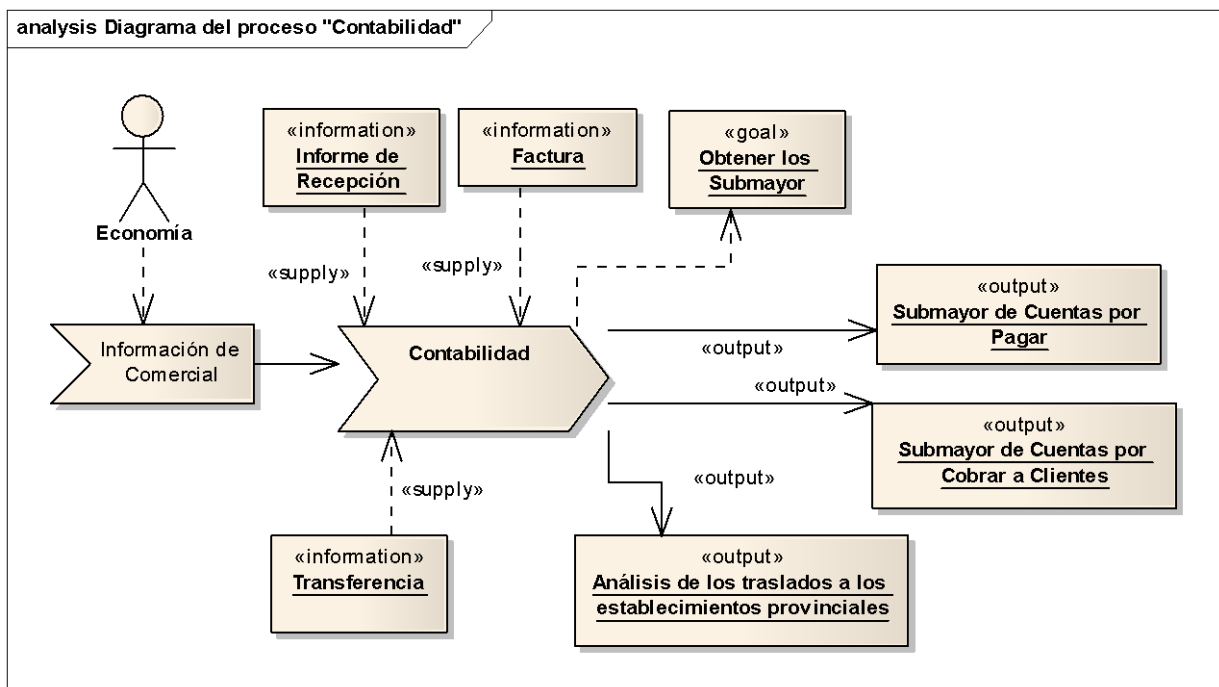 analysis Diagrama del proceso "Contabilidad"
Economía
«information»
Informe de
Recepción
«information»
Factura
«goal»
Obtener los
Submayor
«supply»
«supply»
Información de
Comercial
Contabilidad
«output»
Submayor de Cuentas por
Pagar
«output»
«output»
«output»
Submayor de Cuentas por
Cobrar a Clientes
«supply»
«output»
«information»
Transferencia
«output»
Análisis de los traslados a los
establecimientos provinciales